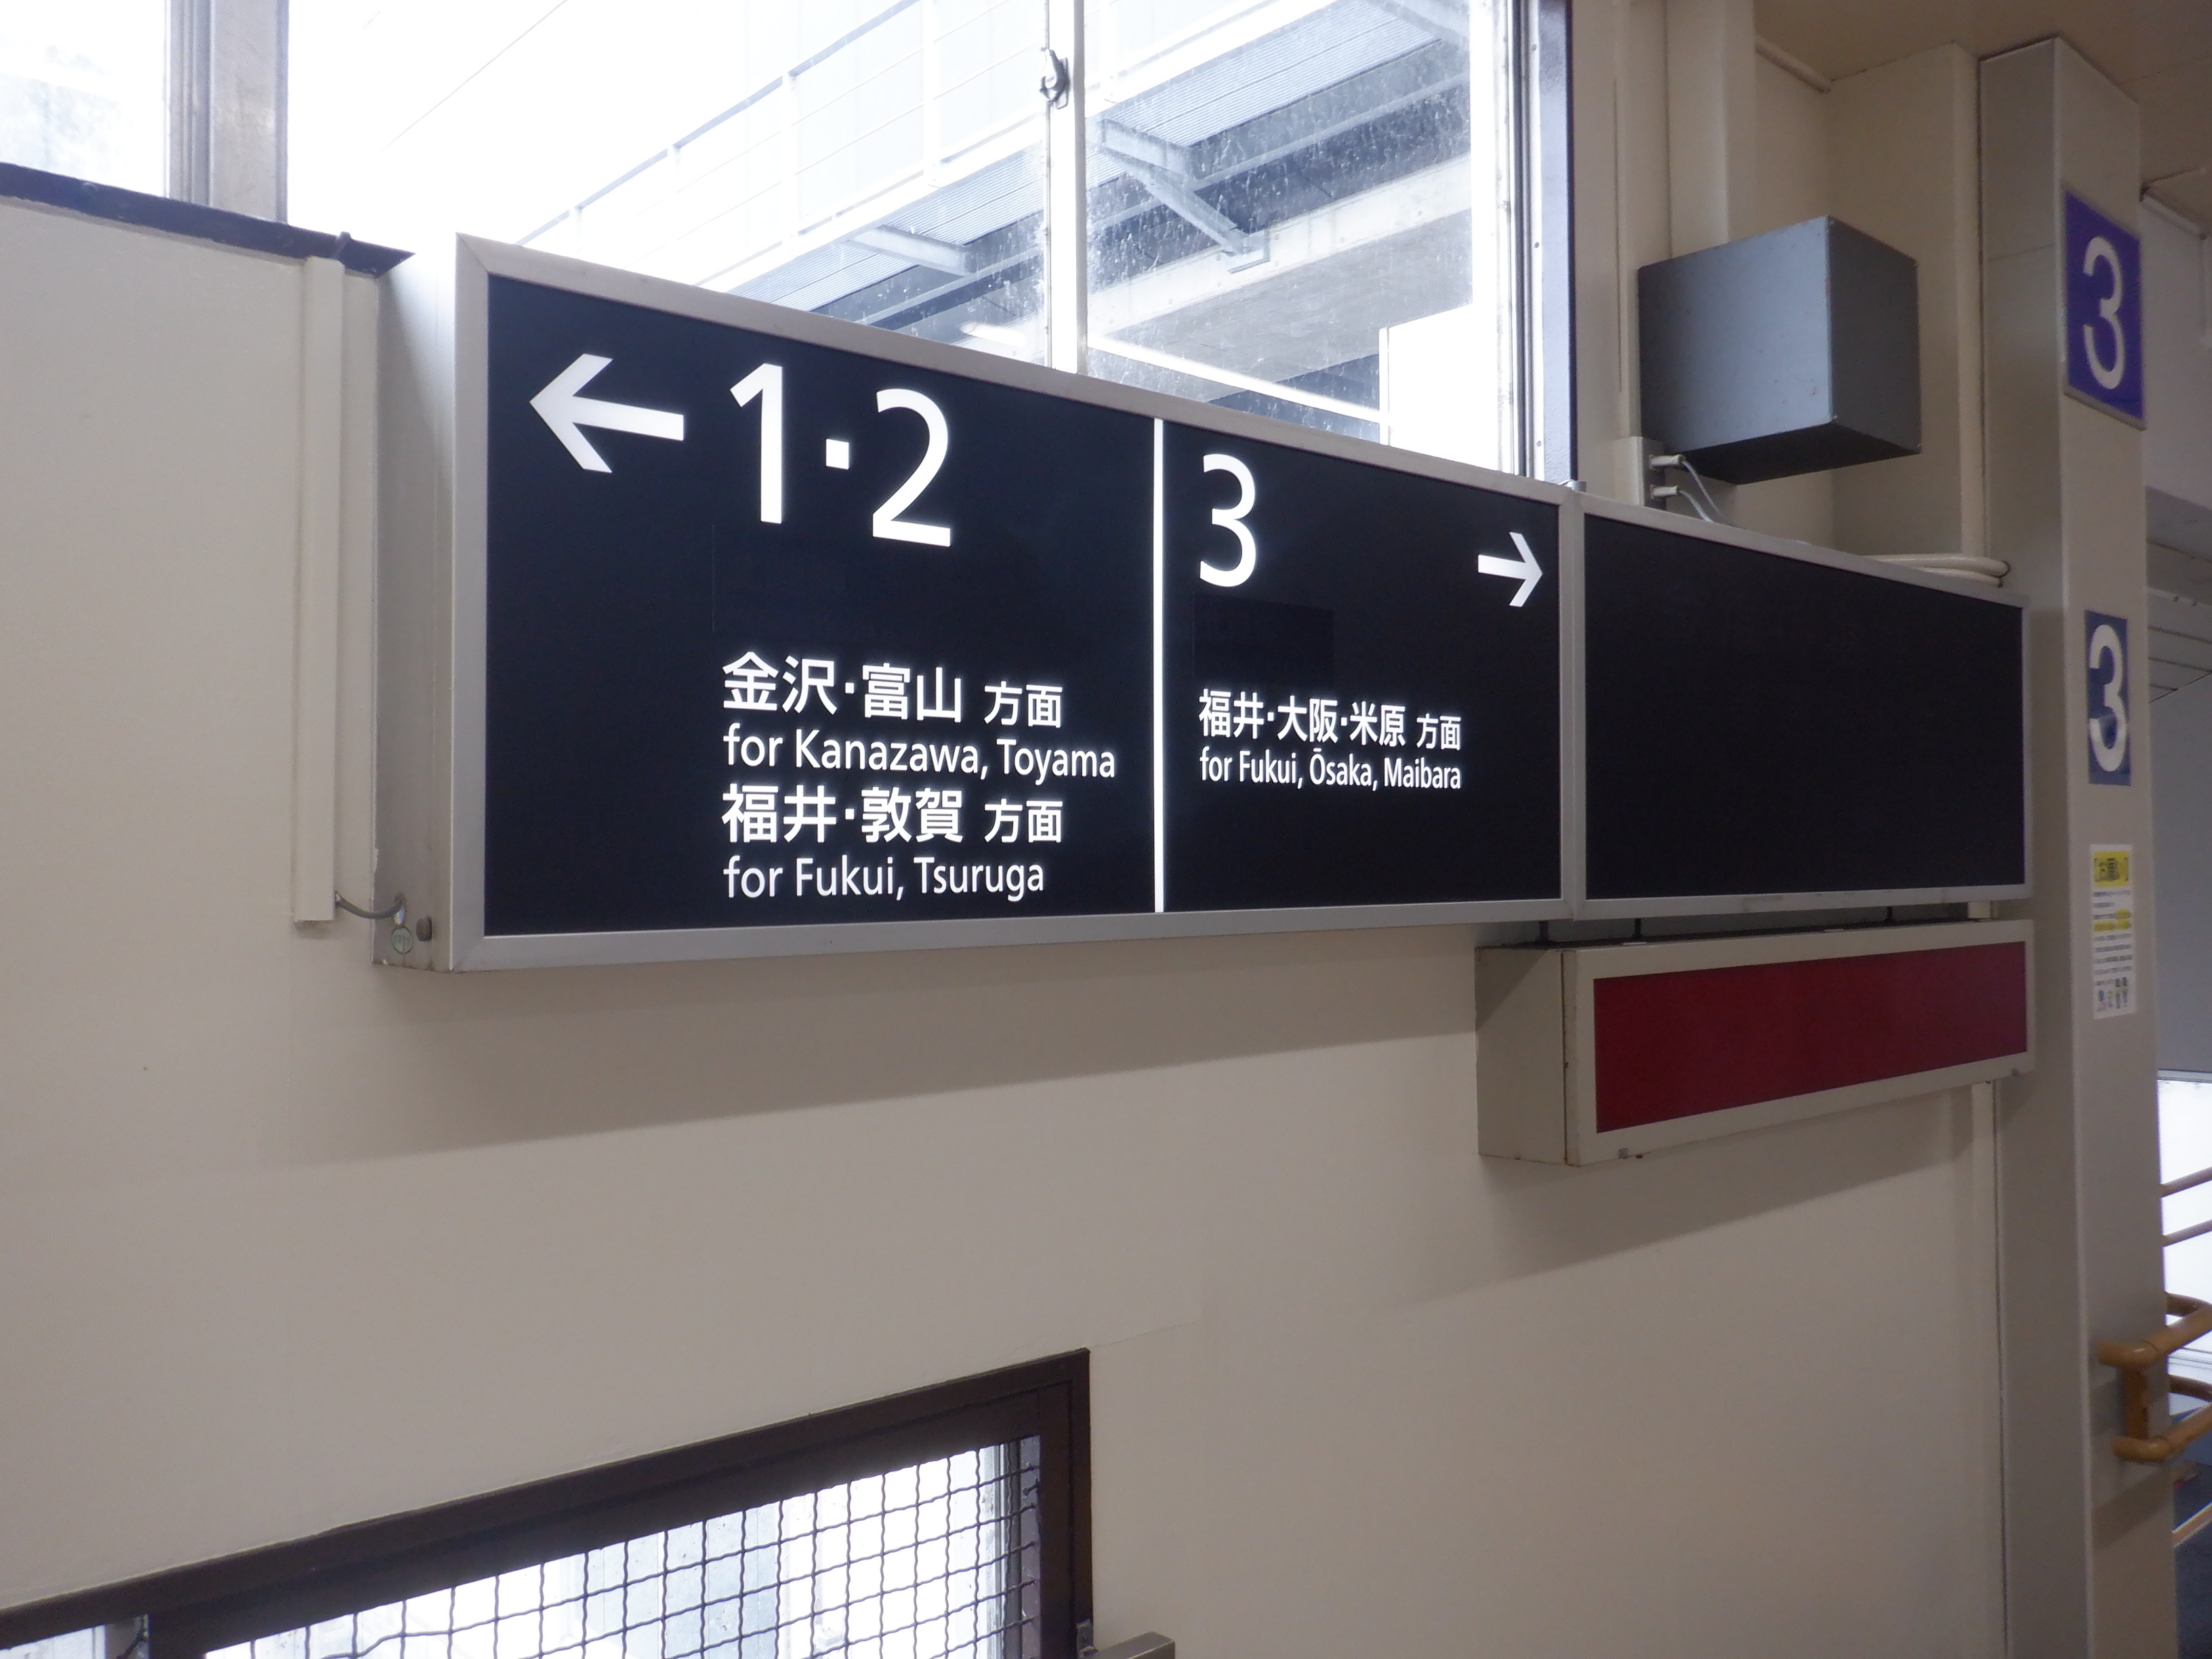 ← 1·2
金沢·富山 方面
for Kanazawa, Toyama
福井·敦賀 方面
for Fukui, Tsuruga
3 →
福井·大阪·米原 方面
for Fukui, Ōsaka, Maibara
3
3